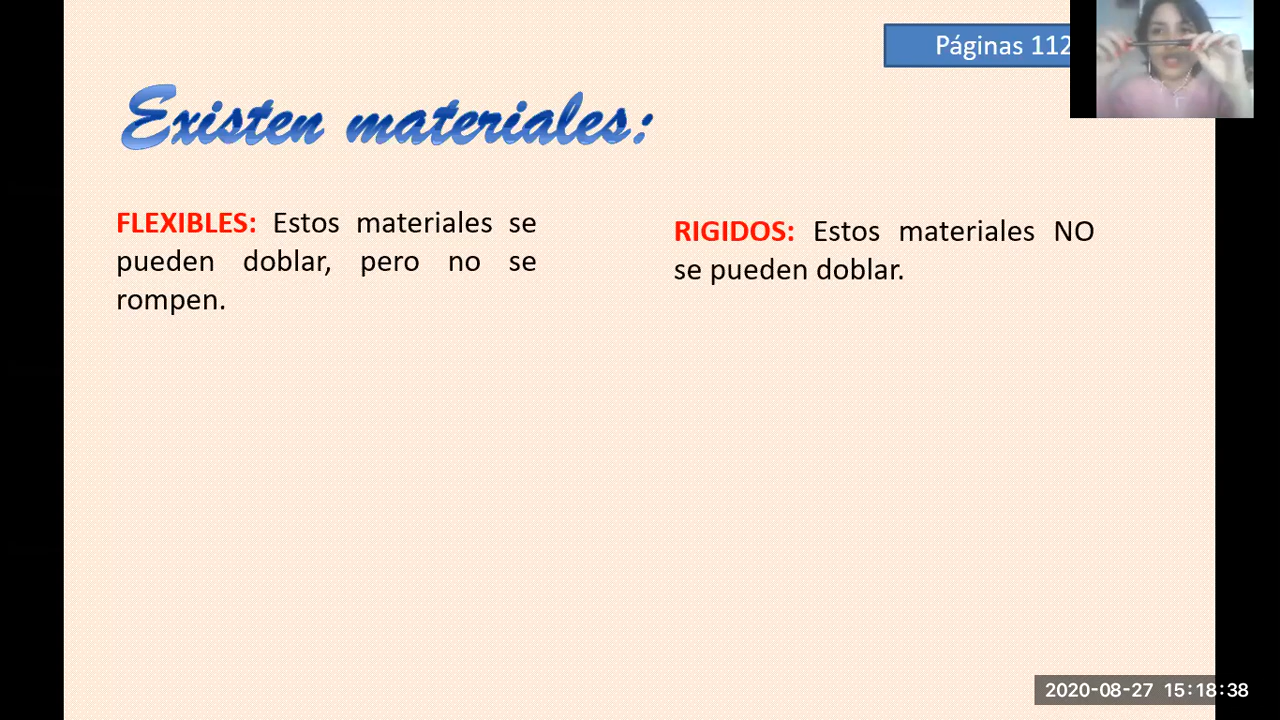 Páginas 112
Existen materiales:
FLEXIBLES: Estos materiales se
pueden doblar, pero no se
rompen.
RIGIDOS: Estos materiales NO
se pueden doblar.
2020-08-27 15:18:38